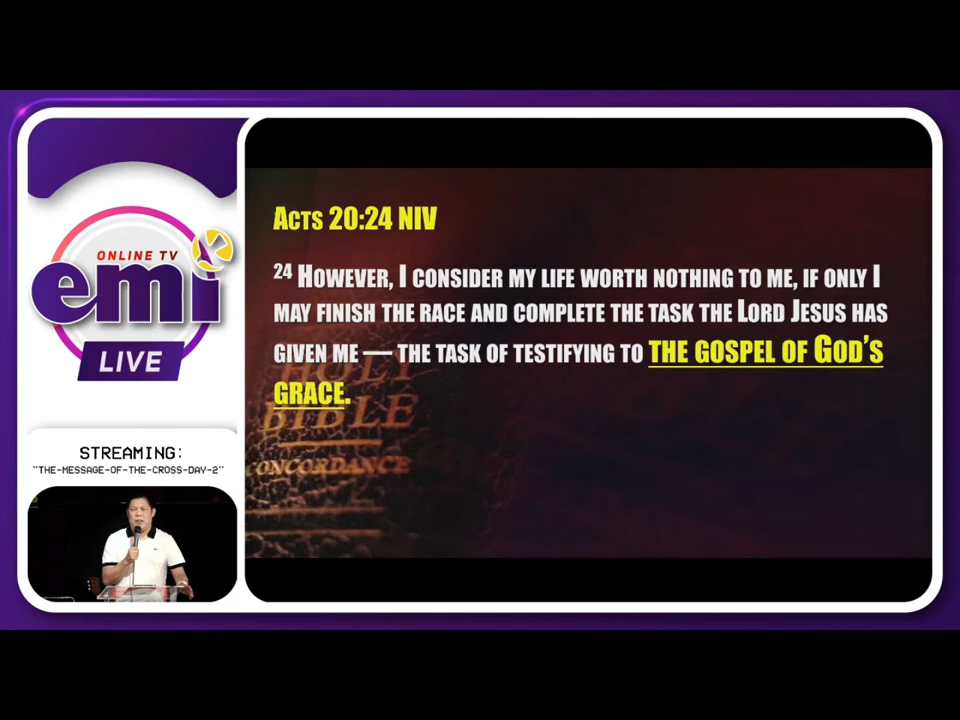 ONLINE TV
emi
LIVE
STREAMING:
"THE-MESSAGE-OF-THE-CROSS-DAY-2"
ACTS 20:24 NIV
24 HOWEVER, I CONSIDER MY LIFE WORTH NOTHING TO ME, IF ONLY I
MAY FINISH THE RACE AND COMPLETE THE TASK THE LORD JESUS HAS
GIVEN ME — THE TASK OF TESTIFYING TO THE GOSPEL OF GOD'S
GRACE.
HOLY
BIBLE
CONCORDANCE